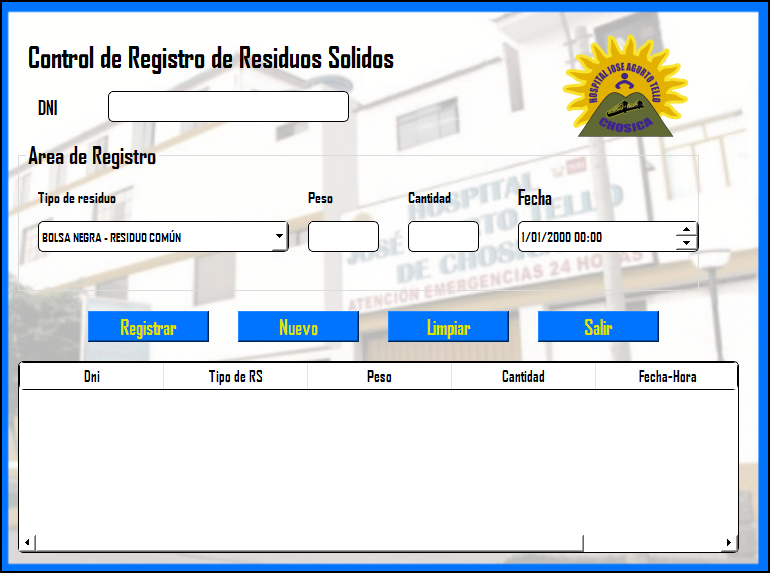 Control de Registro de Residuos Solidos
HOSPITAL JOSE AGURTO TELLO
CHOSICA
DNI
Area de Registro
Tipo de residuo
Peso
Cantidad
Fecha
BOLSA NEGRA - RESIDUO COMÚN
1/01/2000 00:00
HOSPITAL
JOSÉ AGURTO TELLO
DE CHOSICA
ATENCIÓN EMERGENCIAS 24 HORAS
Registrar
Nuevo
Limpiar
Salir
Dni
Tipo de RS
Peso
Cantidad
Fecha-Hora